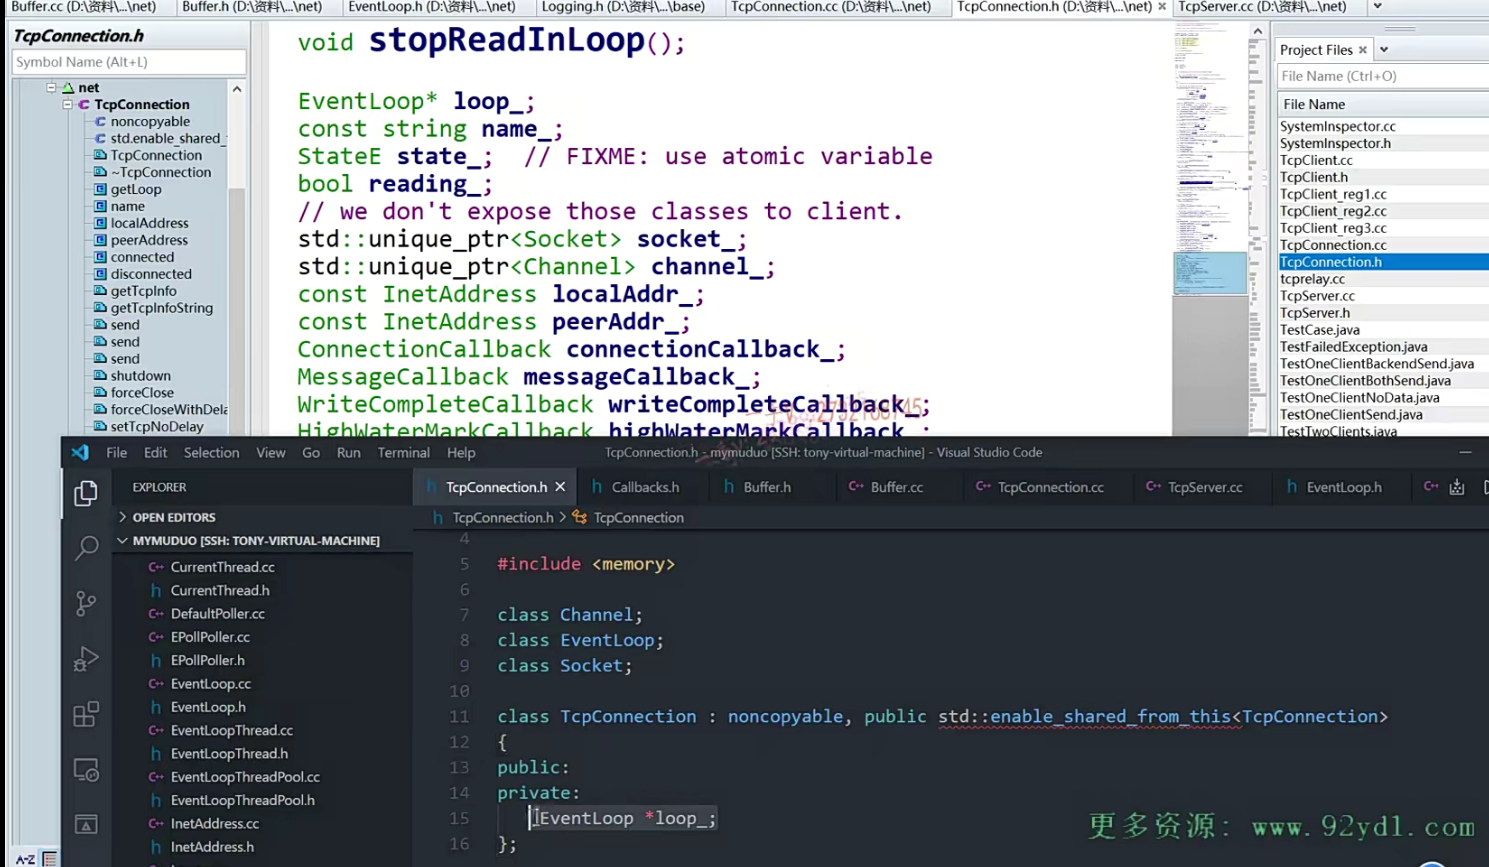 Buffer.cc (D:\资料\...\net)
Buffer.h (D:\资料\...\net)
EventLoop.h (D:\资料\...\net)
Logging.h (D:\资料\...\base)
TcpConnection.cc (D:\资料\...\net)
TcpConnection.h (D:\资料\...\net)
TcpServer.cc (D:\资料\...\net)
TcpConnection.h
Symbol Name (Alt+L)
net
TcpConnection
noncopyable
std.enable_shared_
TcpConnection
~TcpConnection
getLoop
name
localAddress
peerAddress
connected
disconnected
getTcpInfo
getTcpInfoString
send
send
send
shutdown
forceClose
forceCloseWithDela
setTcpNoDelay
A-Z
void stopReadInLoop();
EventLoop* loop_;
const string name_;
StateE state_; // FIXME: use atomic variable
bool reading_;
// we don't expose those classes to client.
std::unique_ptr<Socket> socket_;
std::unique_ptr<Channel> channel_;
const InetAddress localAddr_;
const InetAddress peerAddr_;
ConnectionCallback connectionCallback_;
MessageCallback messageCallback_;
WriteCompleteCallback writeCompleteCallback_;
HighWaterMarkCallback highWaterMarkCallback_;
Project Files
File Name (Ctrl+O)
File Name
SystemInspector.cc
SystemInspector.h
TcpClient.cc
TcpClient.h
TcpClient_reg1.cc
TcpClient_reg2.cc
TcpClient_reg3.cc
TcpConnection.cc
TcpConnection.h
tcprelay.cc
TcpServer.cc
TcpServer.h
TestCase.java
TestFailedException.java
TestOneClientBackendSend.java
TestOneClientBothSend.java
TestOneClientNoData.java
TestOneClientSend.java
TestTwoClients.java
File Edit Selection View Go Run Terminal Help
TcpConnection.h - mymuduo [SSH: tony-virtual-machine] - Visual Studio Code
EXPLORER
OPEN EDITORS
MYMUDUO [SSH: TONY-VIRTUAL-MACHINE]
CurrentThread.cc
CurrentThread.h
DefaultPoller.cc
EPollPoller.cc
EPollPoller.h
EventLoop.cc
EventLoop.h
EventLoopThread.cc
EventLoopThread.h
EventLoopThreadPool.cc
EventLoopThreadPool.h
InetAddress.cc
InetAddress.h
TcpConnection.h
Callbacks.h
Buffer.h
Buffer.cc
TcpConnection.cc
TcpServer.cc
EventLoop.h
TcpConnection.h > TcpConnection
4
5 #include <memory>
6
7 class Channel;
8 class EventLoop;
9 class Socket;
10
11 class TcpConnection : noncopyable, public std::enable_shared_from_this<TcpConnection>
12 {
13 public:
14 private:
15 EventLoop *loop_;
16 };
更多资源: www.92ydl.com